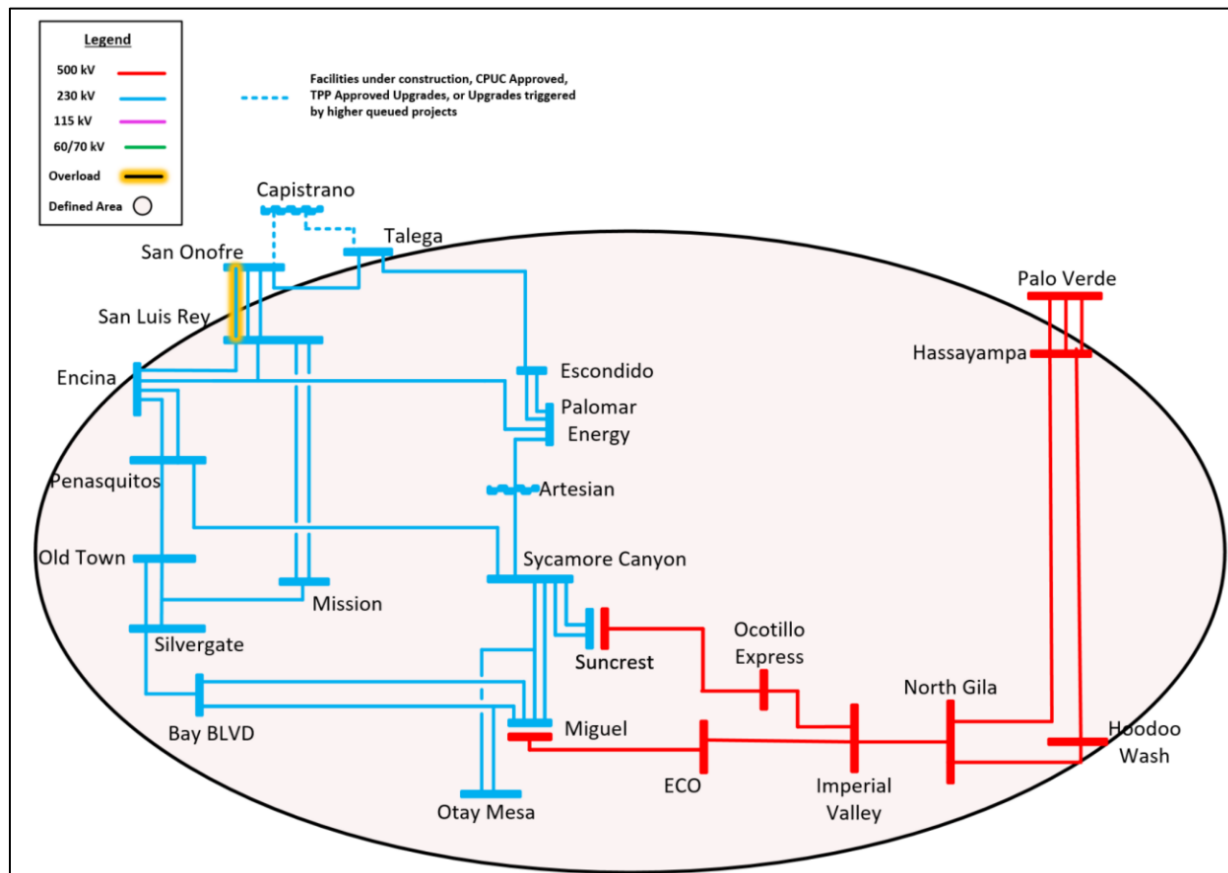 Legend
500 kV
230 kV
115 kV
60/70 kV
Overload
Defined Area
Facilities under construction, CPUC Approved,
TPP Approved Upgrades, or Upgrades triggered
by higher queued projects
Capistrano
Talega
San Onofre
San Luis Rey
Palo Verde
Hassayampa
Encina
Escondido
Palomar
Energy
Penasquitos
Artesian
Old Town
Sycamore Canyon
Mission
Silvergate
Suncrest
Ocotillo
Express
North Gila
Bay BLVD
Miguel
Hoodoo
Wash
ECO
Imperial
Valley
Otay Mesa